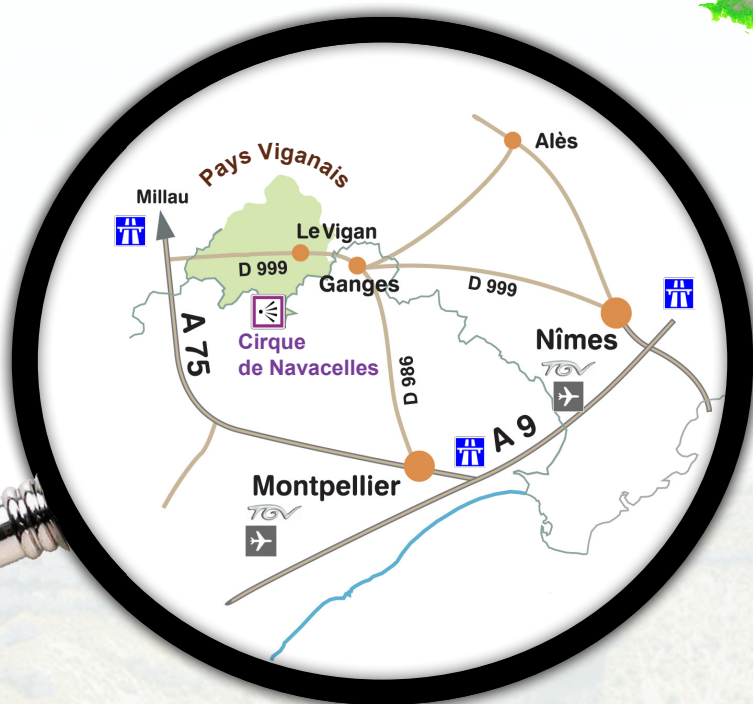 Alès
Pays Viganais
Millau
Le Vigan
D 999
Ganges
D 999
A 75
Cirque
de Navacelles
Nîmes
TGV
D 986
A 9
Montpellier
TGV